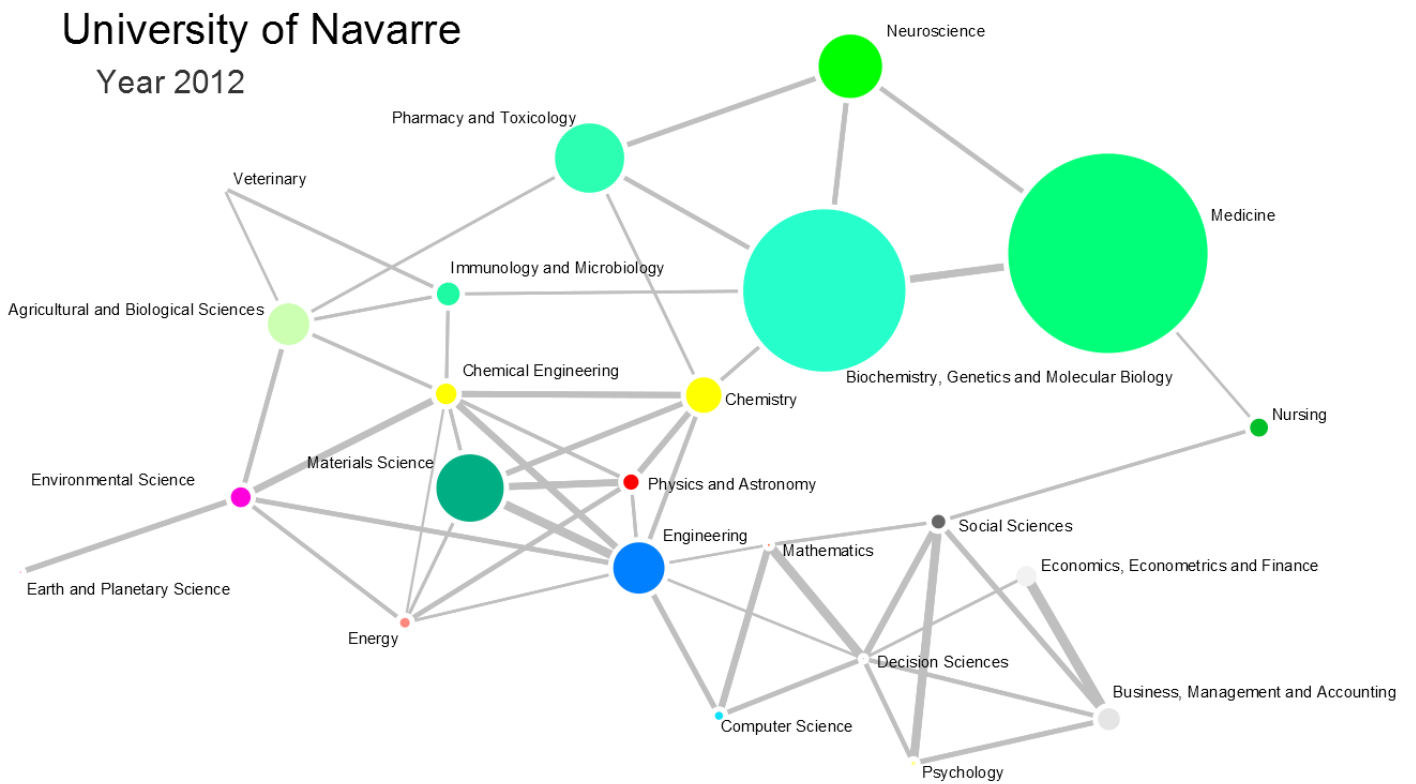 University of Navarre
Year 2012
Neuroscience
Pharmacy and Toxicology
Veterinary
Medicine
Immunology and Microbiology
Agricultural and Biological Sciences
Chemical Engineering
Biochemistry, Genetics and Molecular Biology
Chemistry
Nursing
Materials Science
Environmental Science
Physics and Astronomy
Social Sciences
Engineering
Mathematics
Economics, Econometrics and Finance
Earth and Planetary Science
Energy
Decision Sciences
Business, Management and Accounting
Computer Science
Psychology